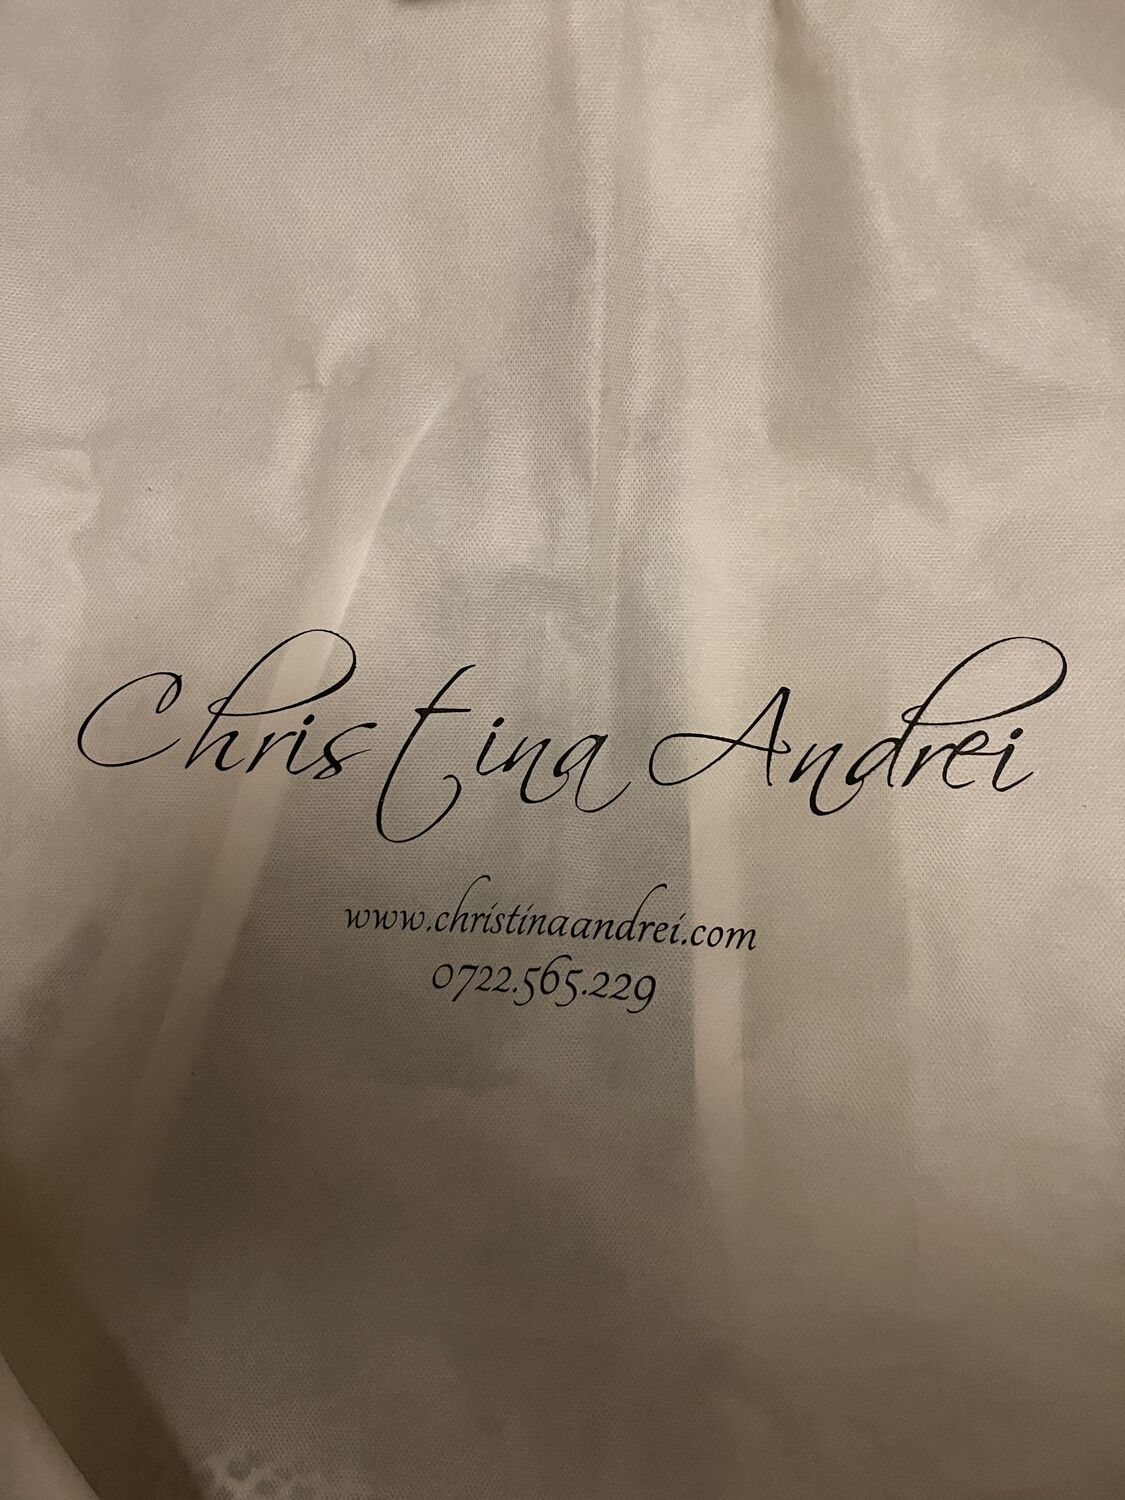 Christina Andrei
www.christinaandrei.com
0722.565.229